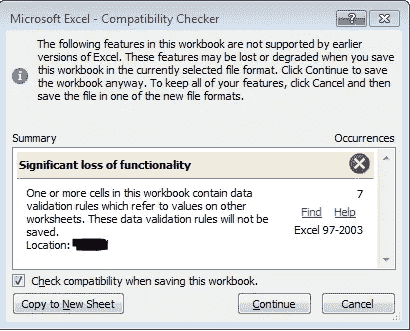 Microsoft Excel - Compatibility Checker
The following features in this workbook are not supported by earlier
versions of Excel. These features may be lost or degraded when you save
this workbook in the currently selected file format. Click Continue to save
the workbook anyway. To keep all of your features, click Cancel and then
save the file in one of the new file formats.
Summary Occurrences
Significant loss of functionality
One or more cells in this workbook contain data 7
validation rules which refer to values on other Find Help
worksheets. These data validation rules will not be
saved. Excel 97-2003
Location:
Check compatibility when saving this workbook.
Copy to New Sheet Continue Cancel